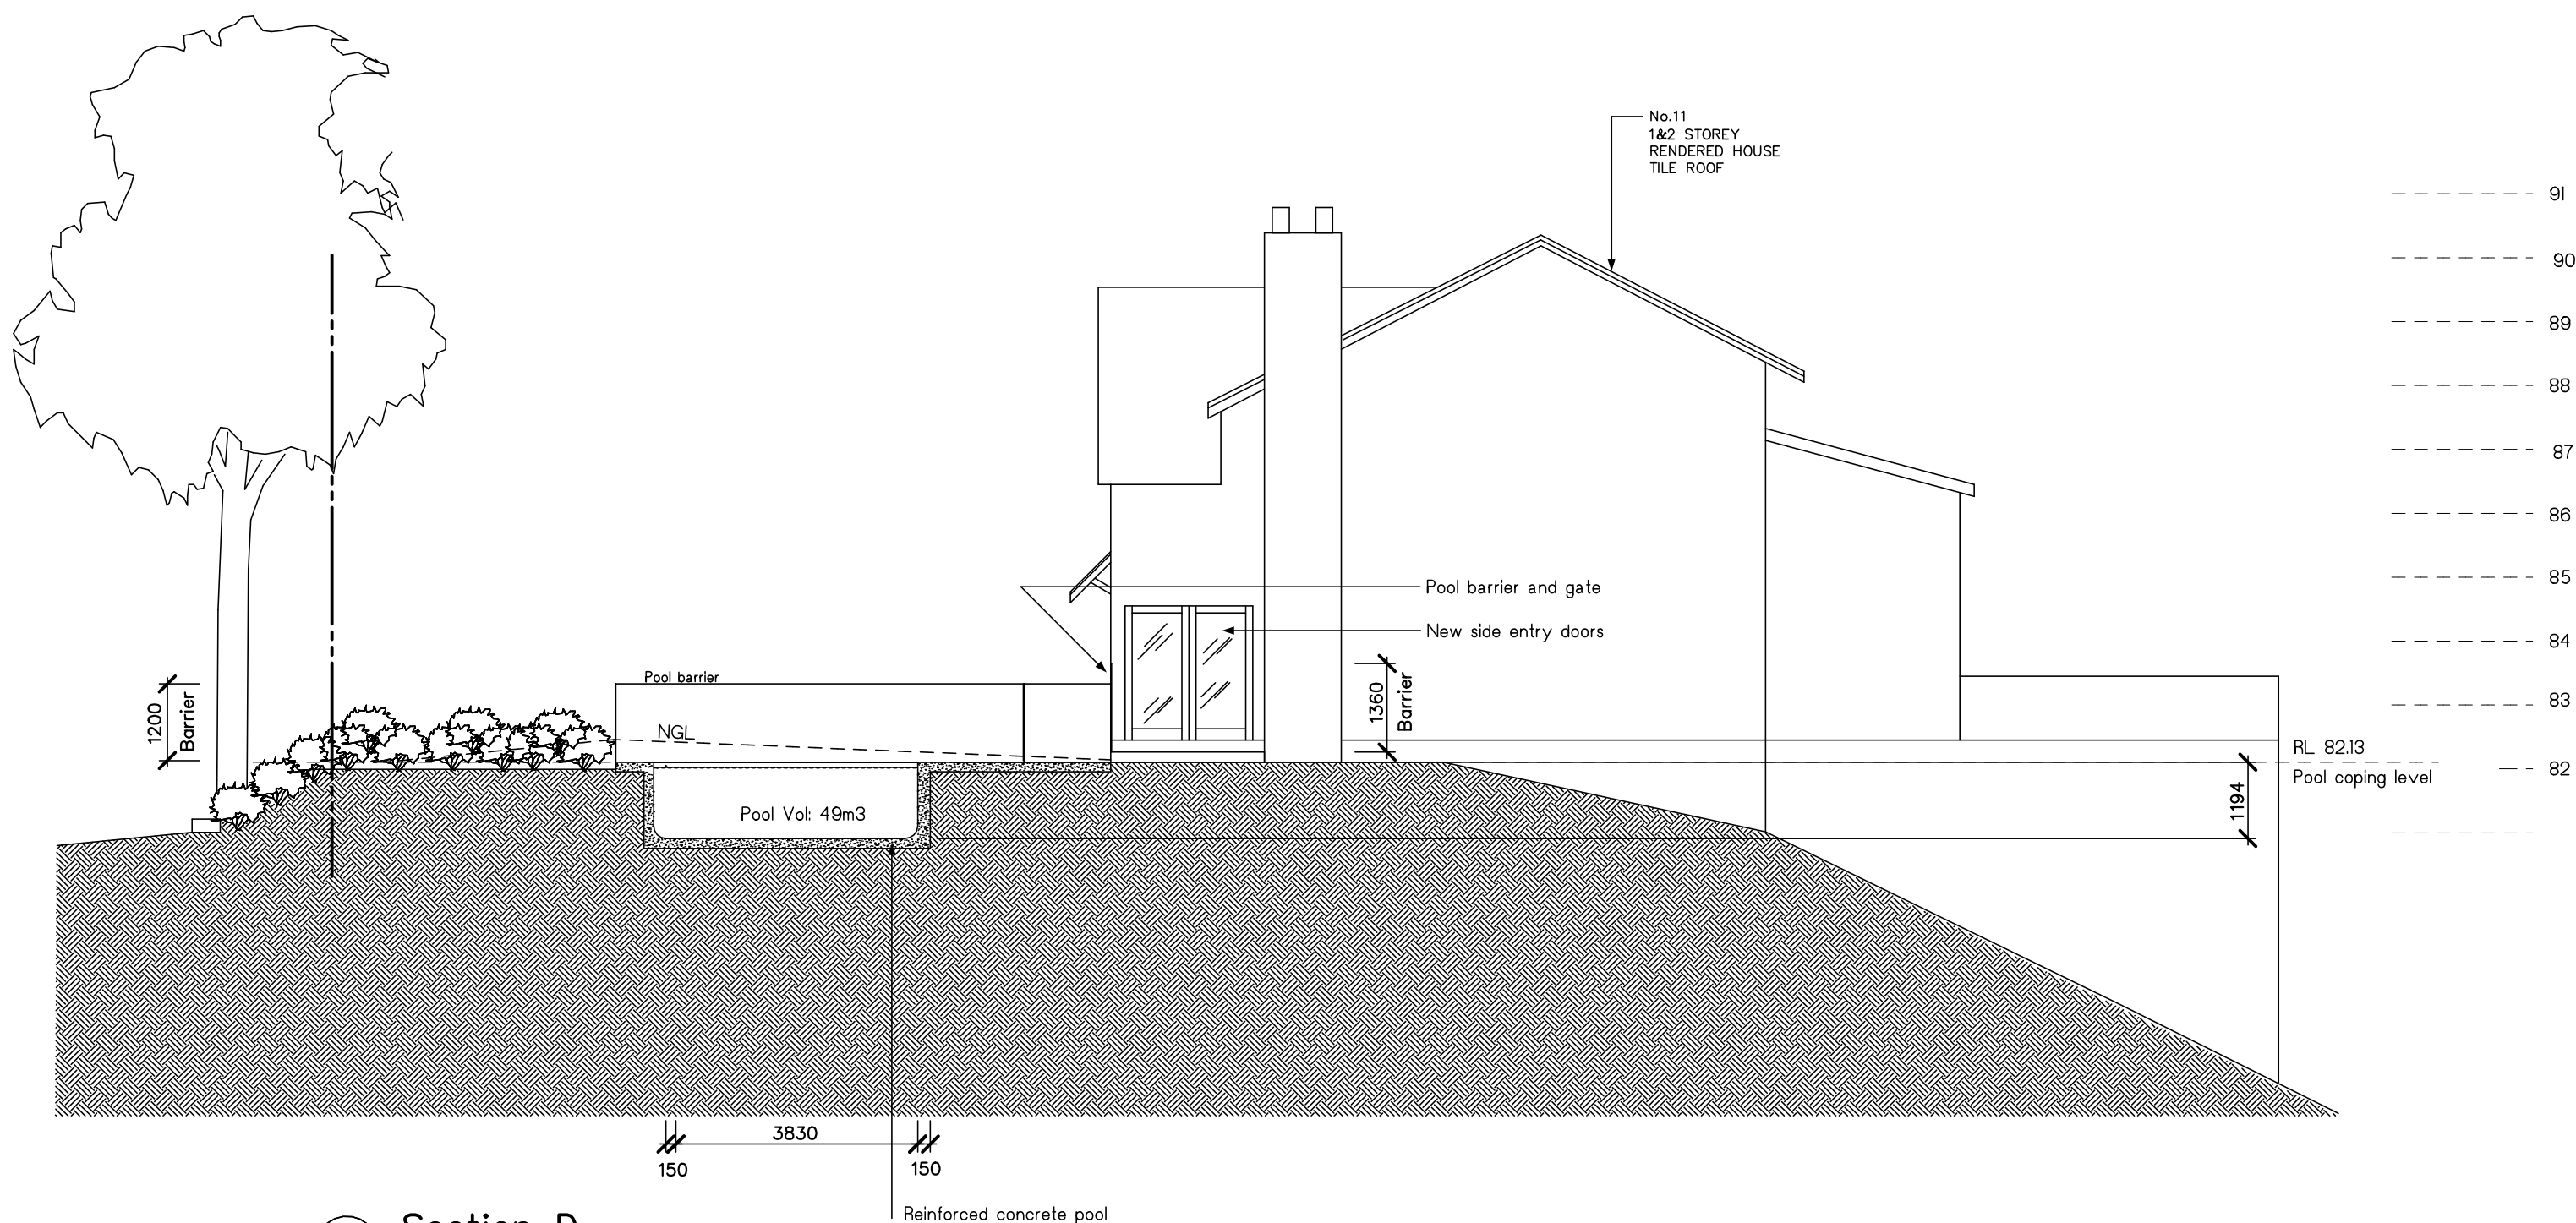 No.11
1&2 STOREY
RENDERED HOUSE
TILE ROOF
91
90
89
88
87
86
85
Pool barrier and gate
New side entry doors
84
Pool barrier
1200
Barrier
1360
Barrier
83
NGL
RL 82.13
82
Pool coping level
1194
Pool Vol: 49m3
3830
150
150
Reinforced concrete pool